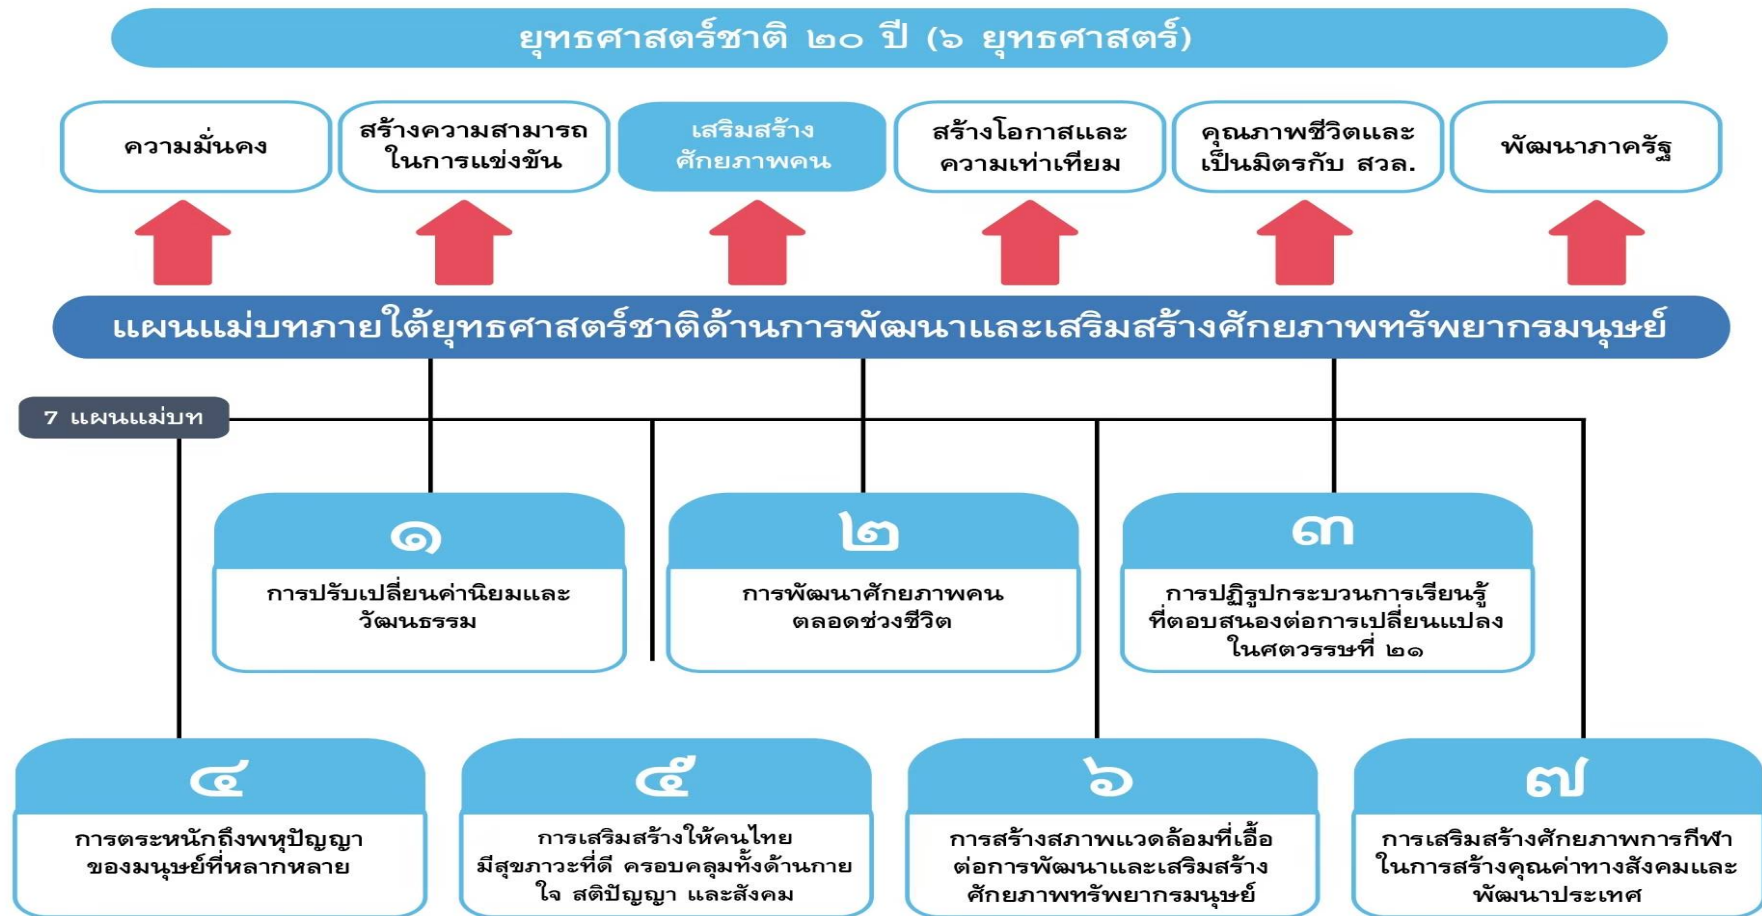 ยุทธศาสตร์ชาติ ๒๐ ปี (๖ ยุทธศาสตร์)
ความมั่นคง
สร้างความสามารถ
ในการแข่งขัน
เสริมสร้าง
ศักยภาพคน
สร้างโอกาสและ
ความเท่าเทียม
คุณภาพชีวิตและ
เป็นมิตรกับ สวล.
พัฒนาภาครัฐ
แผนแม่บทภายใต้ยุทธศาสตร์ชาติด้านการพัฒนาและเสริมสร้างศักยภาพทรัพยากรมนุษย์
7 แผนแม่บท
๑
การปรับเปลี่ยนค่านิยมและ
วัฒนธรรม
๒
การพัฒนาศักยภาพคน
ตลอดช่วงชีวิต
๓
การปฏิรูปกระบวนการเรียนรู้
ที่ตอบสนองต่อการเปลี่ยนแปลง
ในศตวรรษที่ ๒๑
๔
การตระหนักถึงพหุปัญญา
ของมนุษย์ที่หลากหลาย
๕
การเสริมสร้างให้คนไทย
มีสุขภาวะที่ดี ครอบคลุมทั้งด้านกาย
ใจ สติปัญญา และสังคม
๖
การสร้างสภาพแวดล้อมที่เอื้อ
ต่อการพัฒนาและเสริมสร้าง
ศักยภาพทรัพยากรมนุษย์
๗
การเสริมสร้างศักยภาพการกีฬา
ในการสร้างคุณค่าทางสังคมและ
พัฒนาประเทศ